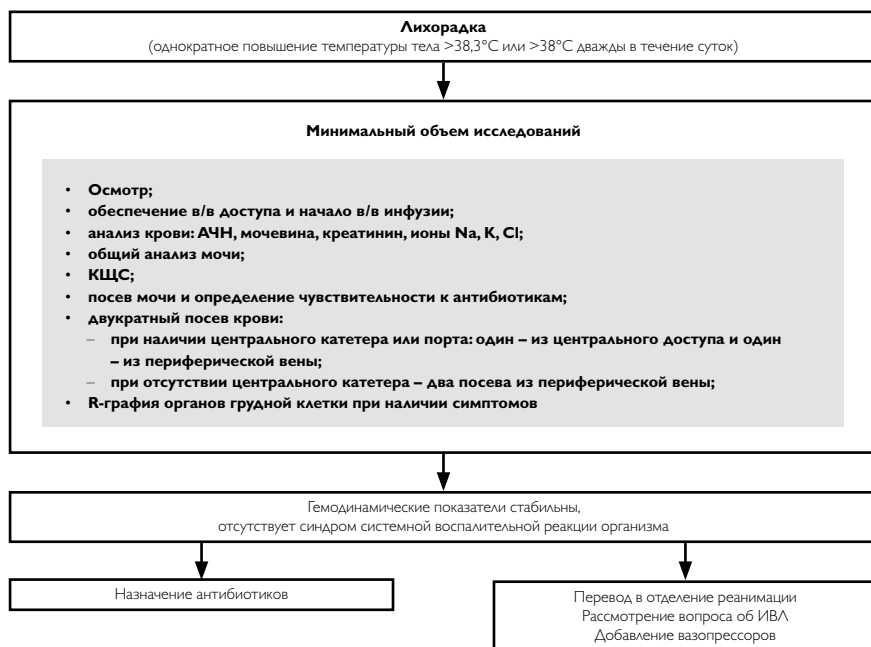 Лихорадка
(однократное повышение температуры тела >38,3°C или >38°C дважды в течение суток)
Минимальный объем исследований
• Осмотр;
• обеспечение в/в доступа и начало в/в инфузии;
• анализ крови: АЧН, мочевина, креатинин, ионы Na, K, Cl;
• общий анализ мочи;
• КЩС;
• посев мочи и определение чувствительности к антибиотикам;
• двукратный посев крови:
– при наличии центрального катетера или порта: один – из центрального доступа и один
– из периферической вены;
– при отсутствии центрального катетера – два посева из периферической вены;
• R-графия органов грудной клетки при наличии симптомов
Гемодинамические показатели стабильны,
отсутствует синдром системной воспалительной реакции организма
Назначение антибиотиков
Перевод в отделение реанимации
Рассмотрение вопроса об ИВЛ
Добавление вазопрессоров